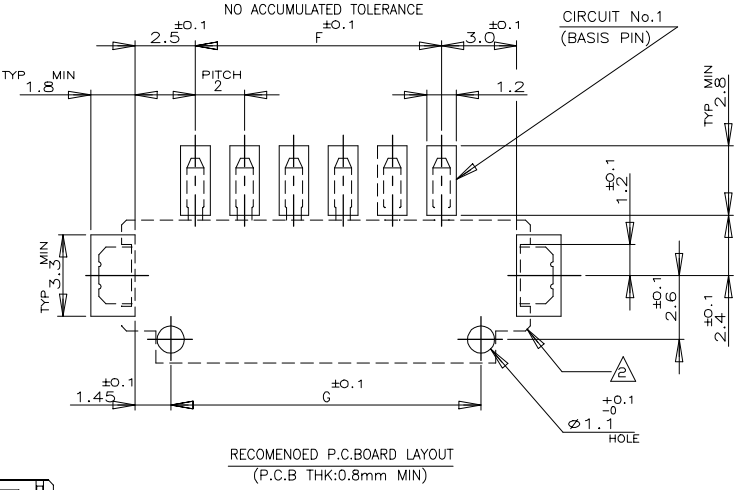 NO ACCUMULATED TOLERANCE
±0.1 ±0.1 ±0.1
2.5 F 3.0
CIRCUIT No.1
(BASIS PIN)
TYP MIN
1.8
PITCH
2
1.2
TYP MIN
2.8
±0.1
1.2
TYP MIN
3.3
±0.1
2.6
±0.1
2.4
±0.1
1.45
±0.1
G
2
+0.1
-0
⌀1.1
HOLE
RECOMENOED P.C.BOARD LAYOUT
(P.C.B THK:0.8mm MIN)